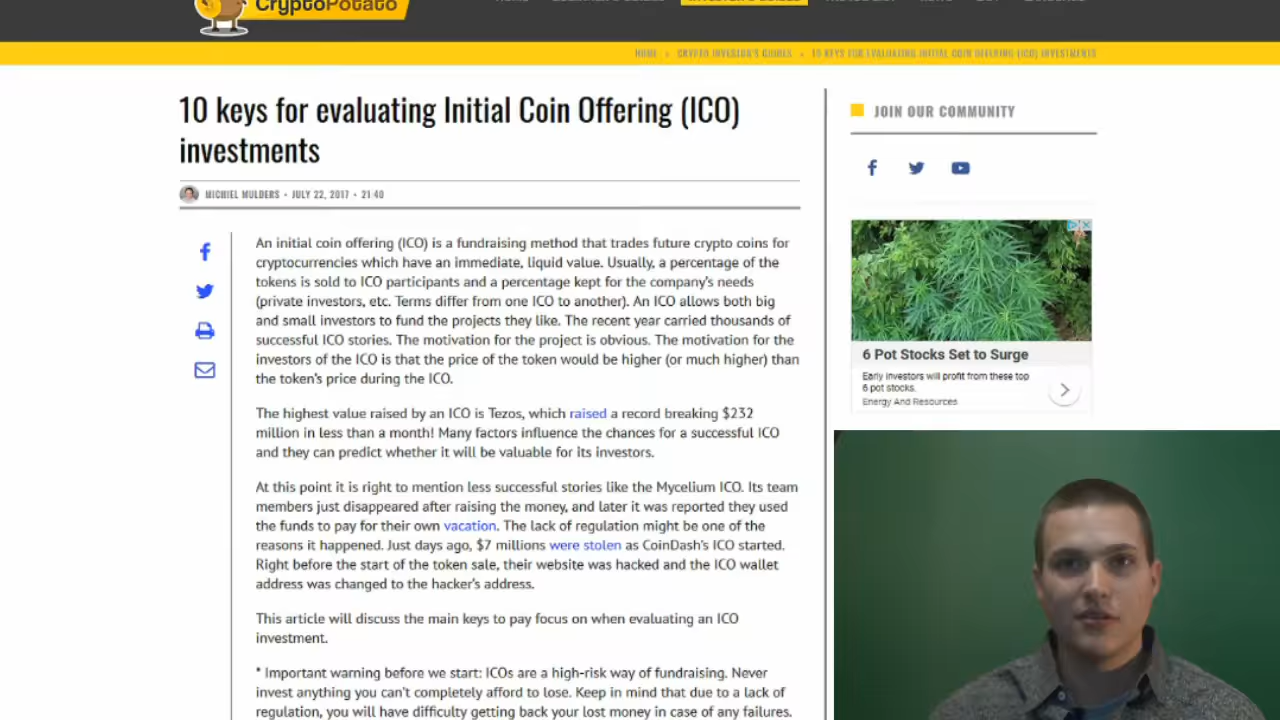 CryptoPotato
HOME • CRYPTO INVESTOR'S GUIDES • 10 KEYS FOR EVALUATING INITIAL COIN OFFERING (ICO) INVESTMENTS
10 keys for evaluating Initial Coin Offering (ICO)
investments
MICHIEL MULDERS • JULY 22, 2017 • 21:40
An initial coin offering (ICO) is a fundraising method that trades future crypto coins for
cryptocurrencies which have an immediate, liquid value. Usually, a percentage of the
tokens is sold to ICO participants and a percentage kept for the company's needs
(private investors, etc. Terms differ from one ICO to another). An ICO allows both big
and small investors to fund the projects they like. The recent year carried thousands of
successful ICO stories. The motivation for the project is obvious. The motivation for the
investors of the ICO is that the price of the token would be higher (or much higher) than
the token's price during the ICO.
The highest value raised by an ICO is Tezos, which raised a record breaking $232
million in less than a month! Many factors influence the chances for a successful ICO
and they can predict whether it will be valuable for its investors.
At this point it is right to mention less successful stories like the Mycelium ICO. Its team
members just disappeared after raising the money, and later it was reported they used
the funds to pay for their own vacation. The lack of regulation might be one of the
reasons it happened. Just days ago, $7 millions were stolen as CoinDash's ICO started.
Right before the start of the token sale, their website was hacked and the ICO wallet
address was changed to the hacker's address.
This article will discuss the main keys to pay focus on when evaluating an ICO
investment.
* Important warning before we start: ICOs are a high-risk way of fundraising. Never
invest anything you can't completely afford to lose. Keep in mind that due to a lack of
regulation, you will have difficulty getting back your lost money in case of any failures.
JOIN OUR COMMUNITY
6 Pot Stocks Set to Surge
Early investors will profit from these top
6 pot stocks.
Energy And Resources